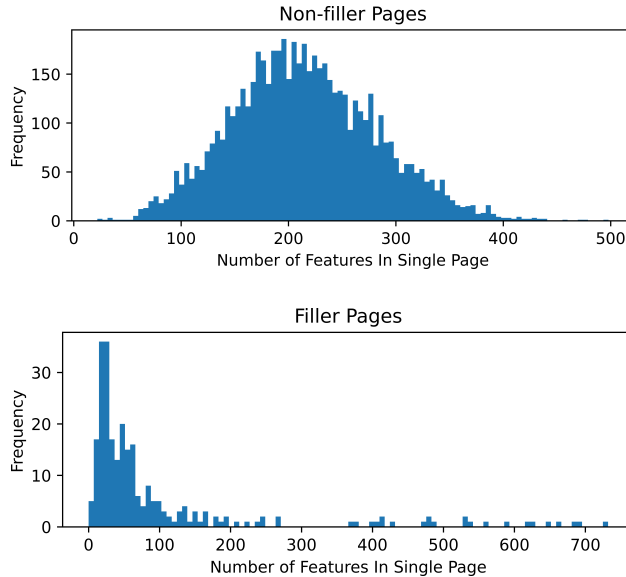 Non-filler Pages
150
100
50
0
Frequency
0 100 200 300 400 500
Number of Features In Single Page
Filler Pages
30
20
10
0
Frequency
0 100 200 300 400 500 600 700
Number of Features In Single Page